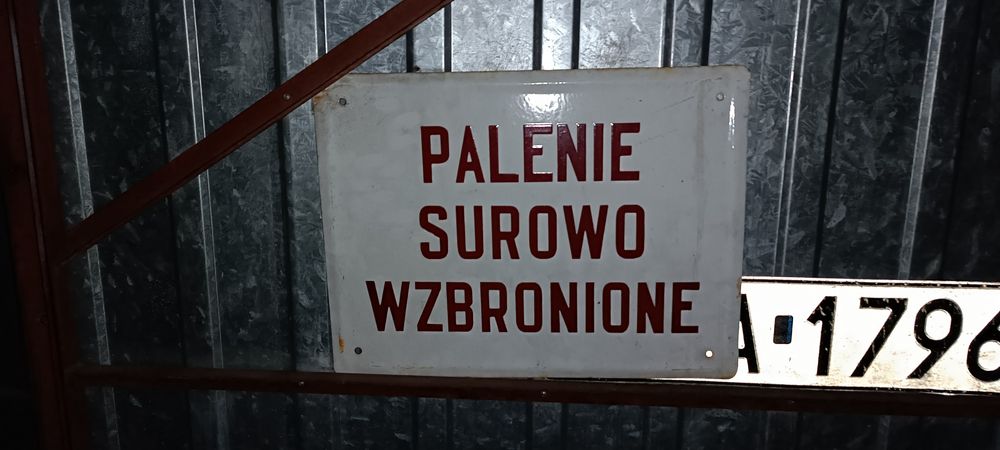 PALENIE
SUROWO
WZBRONIONE
A 1796